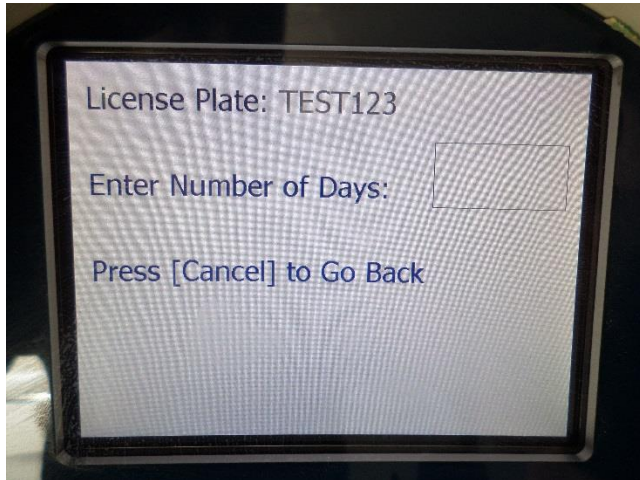 License Plate: TEST123
Enter Number of Days:
Press [Cancel] to Go Back